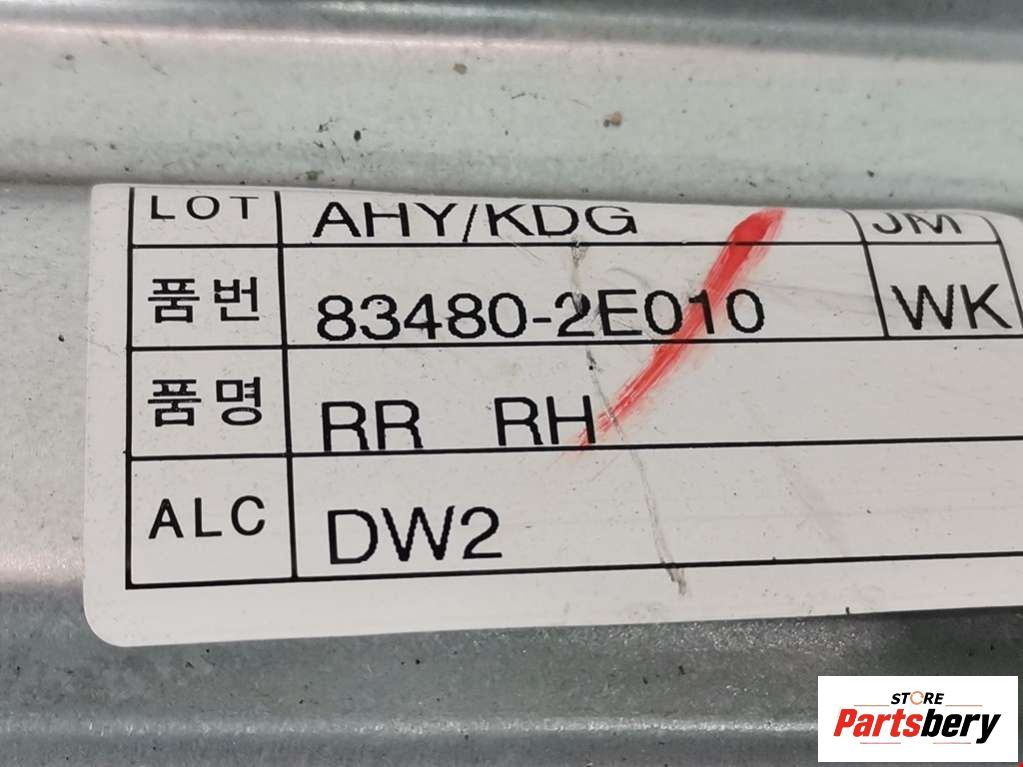 LOT AHY/KDG JM
품번 83480-2E010 WK
품명 RR RH
ALC DW2
STORE
Partsbery